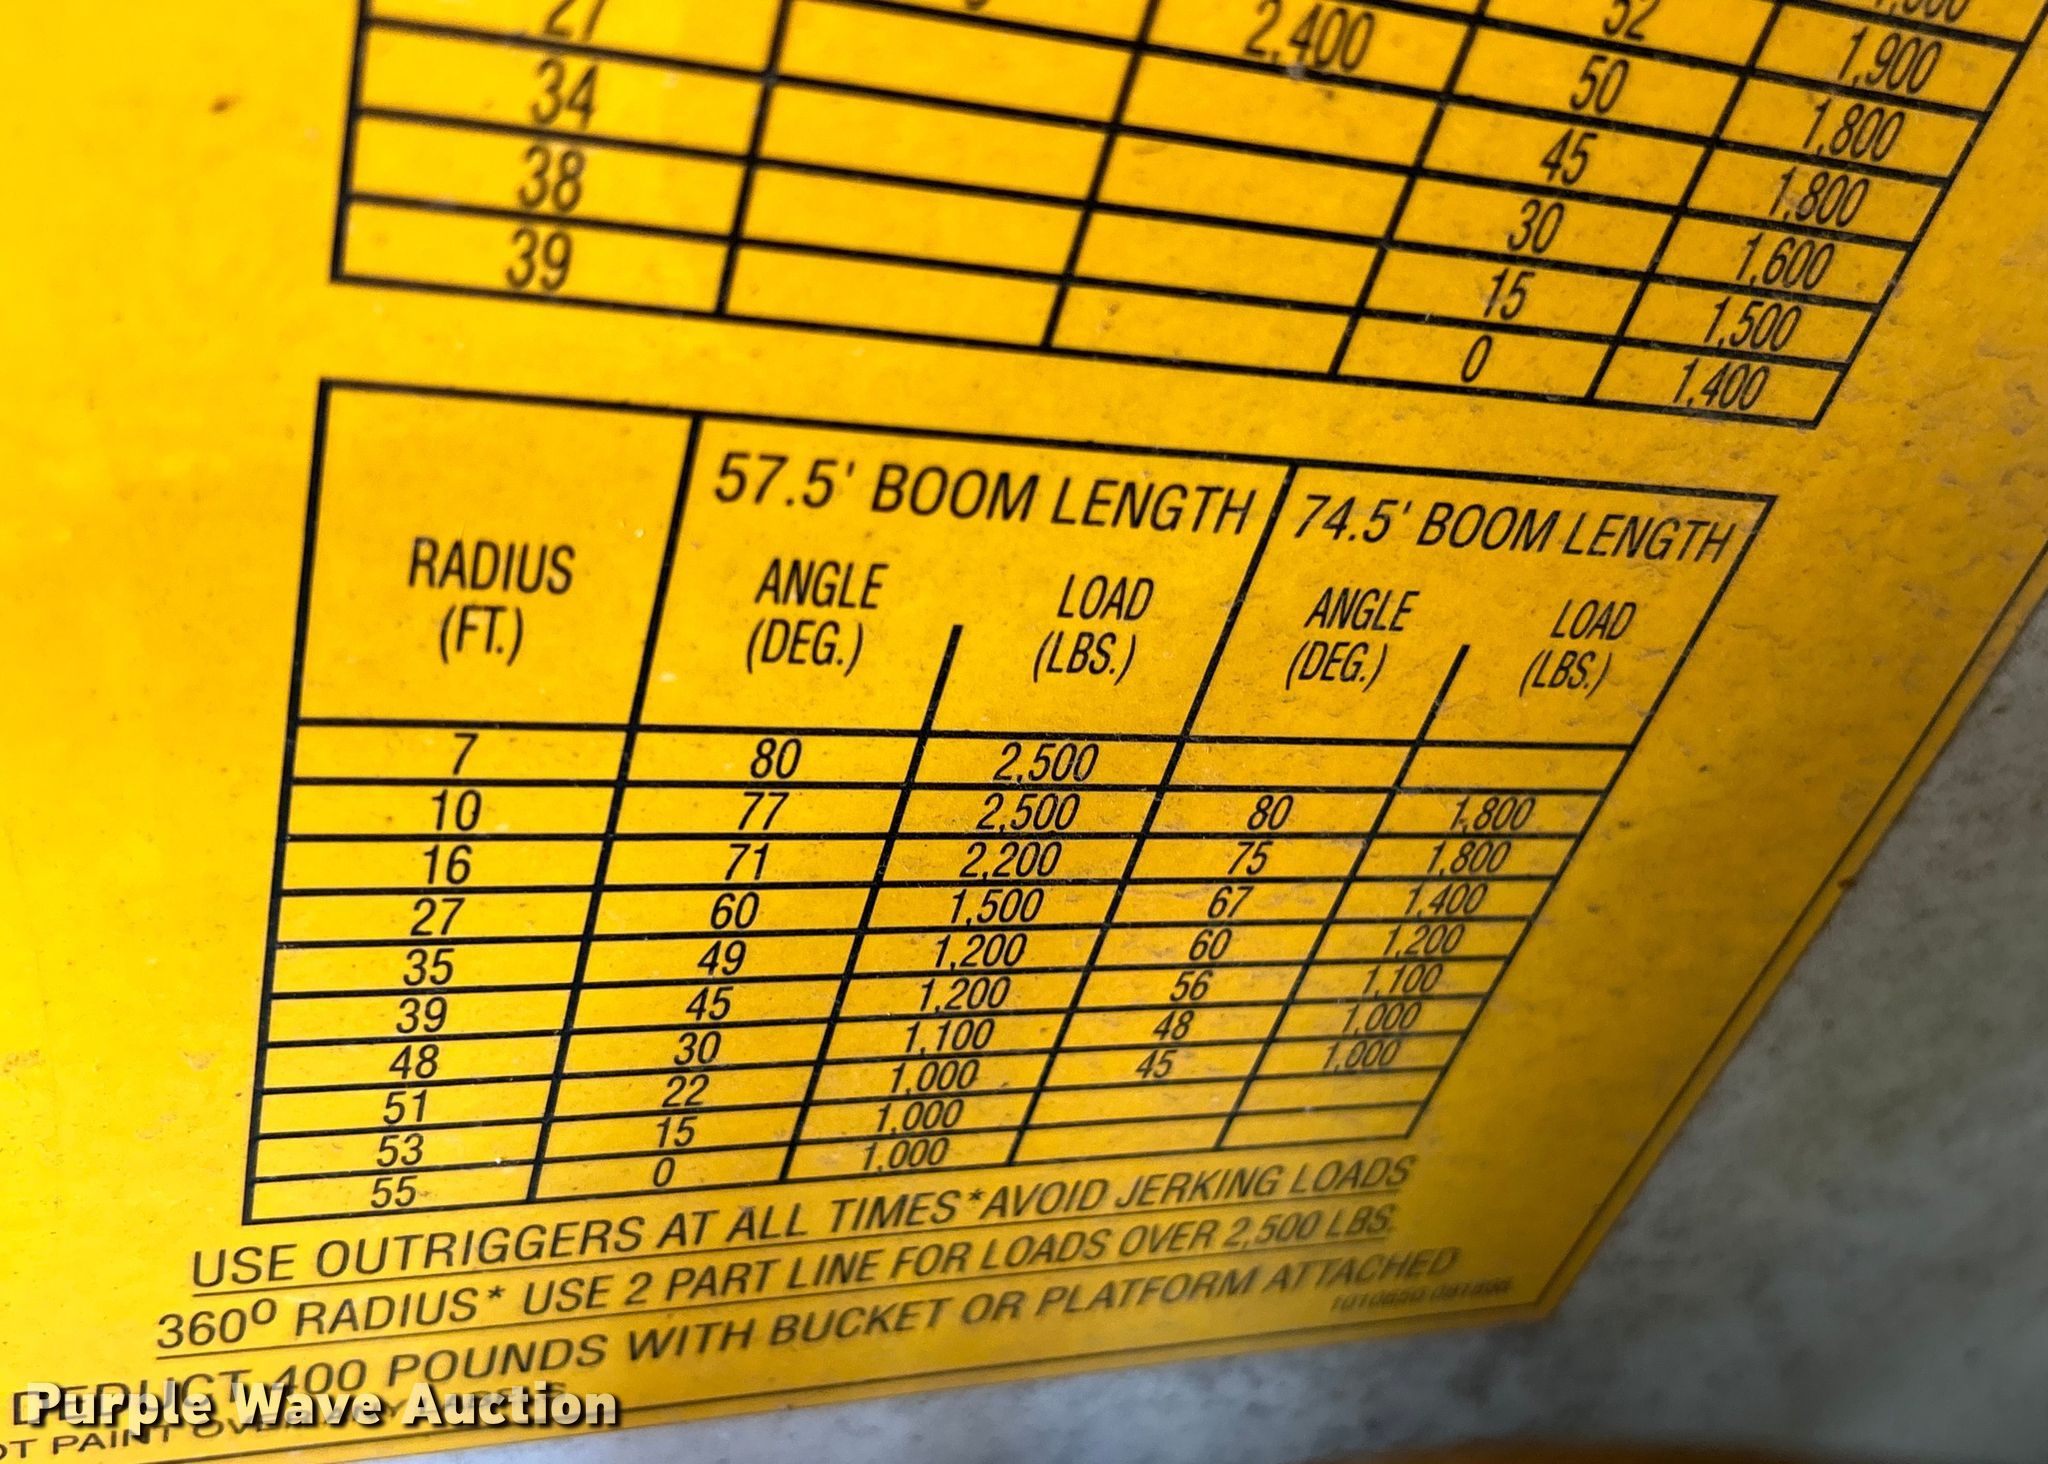 52 1,900
2,400 50 1,800
27 45 1,800
34 30 1,600
38 15 1,500
39 0 1,400
RADIUS (FT.)
57.5' BOOM LENGTH 74.5' BOOM LENGTH
ANGLE (DEG.) LOAD (LBS.) ANGLE (DEG.) LOAD (LBS.)
7 80 2,500
10 77 2,500 80 1,800
16 71 2,200 75 1,800
27 60 1,500 67 1,400
35 49 1,200 60 1,200
39 45 1,200 56 1,100
48 30 1,100 48 1,000
51 22 1,000 45 1,000
53 15 1,000
55 0 1,000
USE OUTRIGGERS AT ALL TIMES*AVOID JERKING LOADS
360º RADIUS* USE 2 PART LINE FOR LOADS OVER 2,500 LBS.
DEDUCT 400 POUNDS WITH BUCKET OR PLATFORM ATTACHED
PAINT OVER
Purple Wave Auction